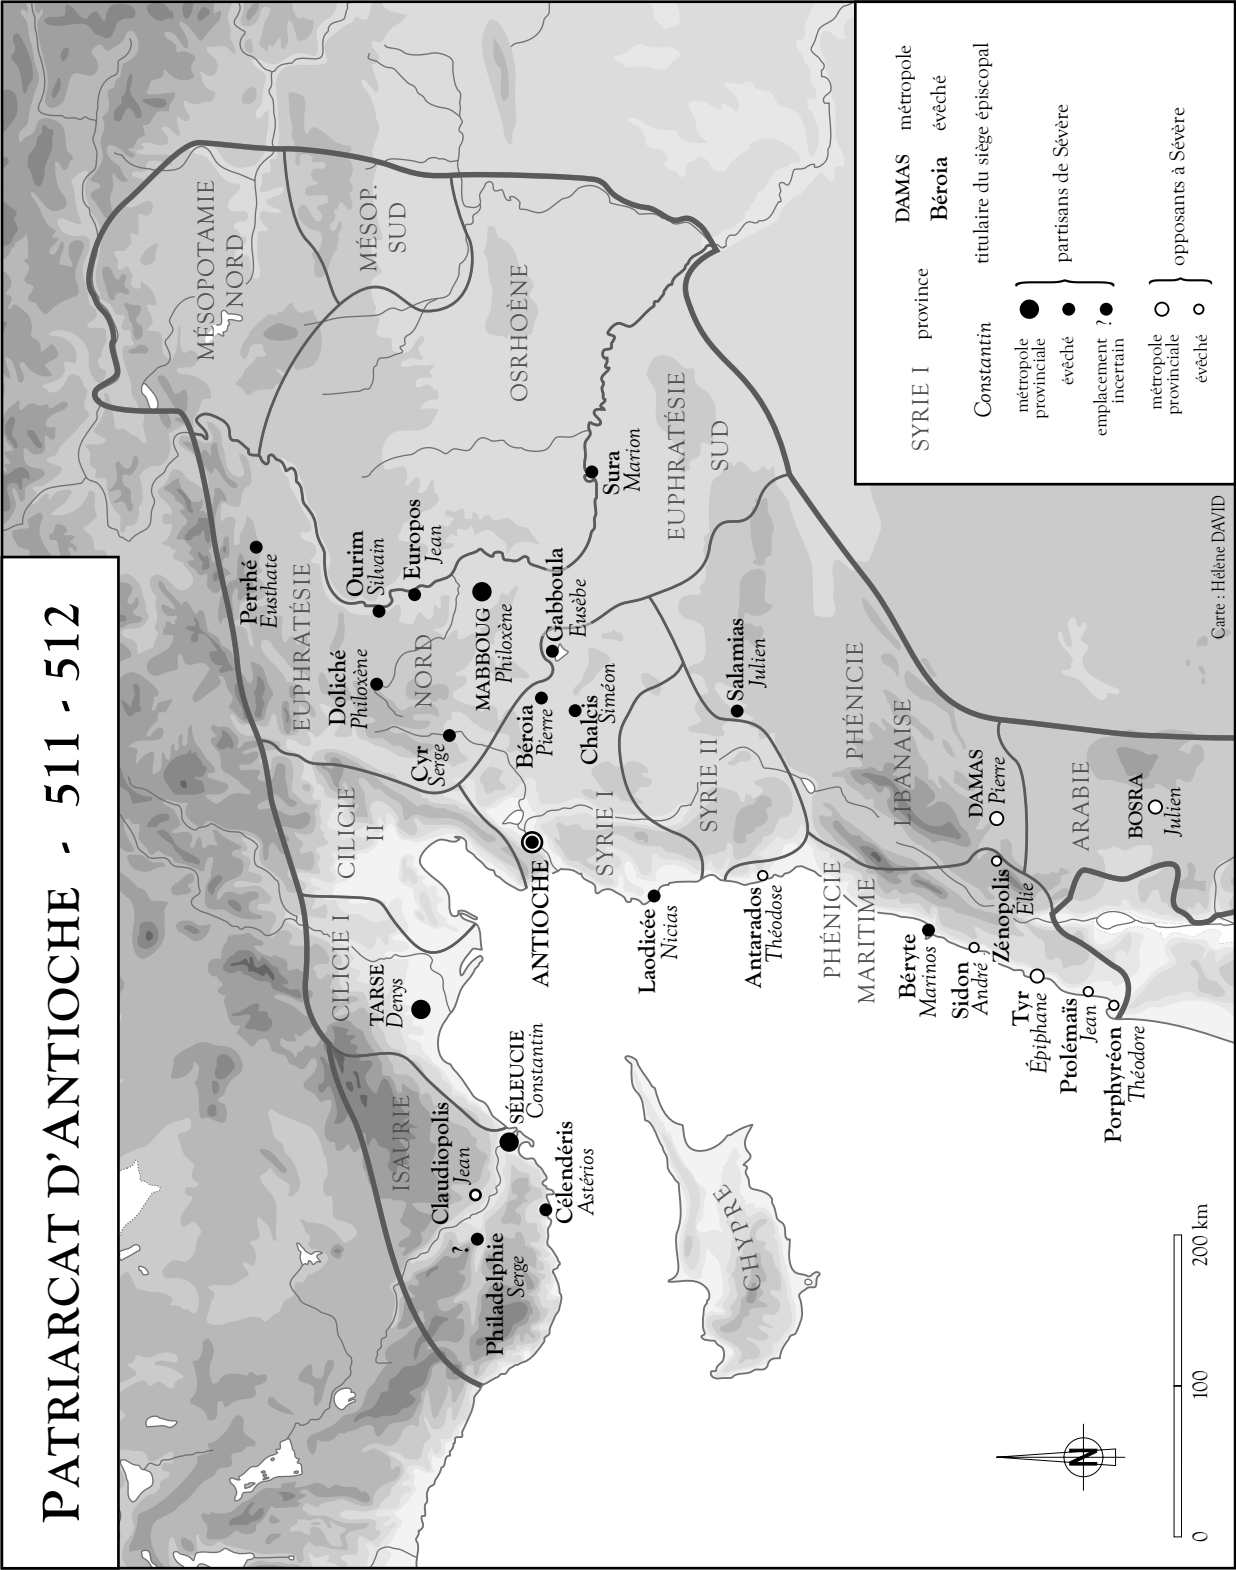 PATRIARCAT D'ANTIOCHE - 511 - 512
MÉSOPOTAMIE
NORD
MÉSOP.
SUD
OSRHOÈNE
EUPHRATÉSIE
SUD
Sura
Marion
Perrhé
Eusthate
Ourim
Silvain
Europos
Jean
EUPHRATÉSIE
NORD
Doliché
Philoxène
MABBOUG
Philoxène
Gabboula
Eusèbe
Cyr
Serge
Béroia
Pierre
Chalcis
Siméon
Salamias
Julien
CILICIE
II
ANTIOCHE
SYRIE I
SYRIE II
Laodicée
Nicias
Antarados
Théodose
PHÉNICIE
LIBANAISE
PHÉNICIE
MARITIME
DAMAS
Pierre
ARABIE
BOSRA
Julien
Zénopolis
Elie
Béryte
Marinos
Sidon
André
Tyr
Épiphane
Ptolémaïs
Jean
Porphyréon
Théodore
CILICIE I
TARSE
Denys
ISAURIE
SÉLEUCIE
Constantin
Claudiopolis
Jean
Célendéris
Astérios
?
Philadelphie
Serge
CHYPRE
N
0 100 200 km
SYRIE I province
DAMAS métropole
Béroia évêché
Constantin titulaire du siège épiscopal
métropole
provinciale
évêché
emplacement ?
incertain
partisans de Sévère
métropole
provinciale
évêché
opposants à Sévère
Carte : Hélène DAVID